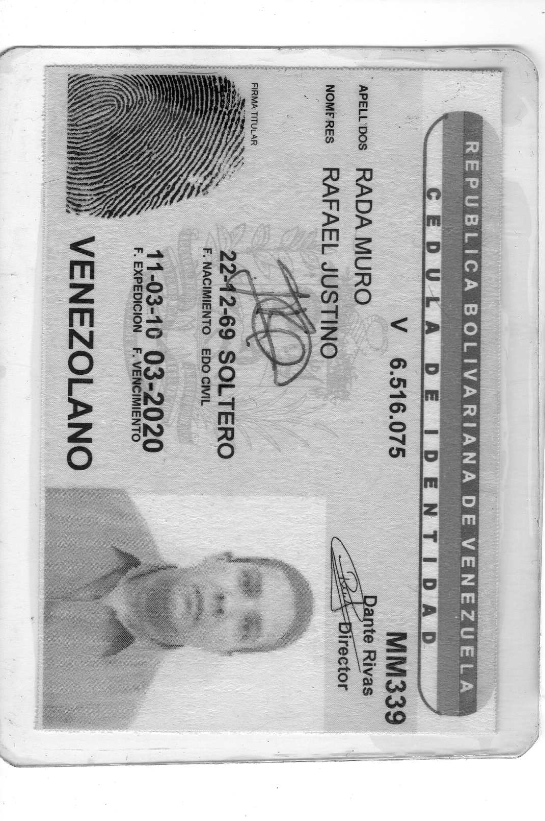 REPUBLICA BOLIVARIANA DE VENEZUELA
CEDULA DE IDENTIDAD
V 6.516.075 MM339
APELLIDOS RADA MURO
NOMBRES RAFAEL JUSTINO
Dante Rivas
Director
FIRMA TITULAR
22-12-69 SOLTERO
F. NACIMIENTO EDO CIVIL
11-03-10 03-2020
F. EXPEDICION F. VENCIMIENTO
VENEZOLANO